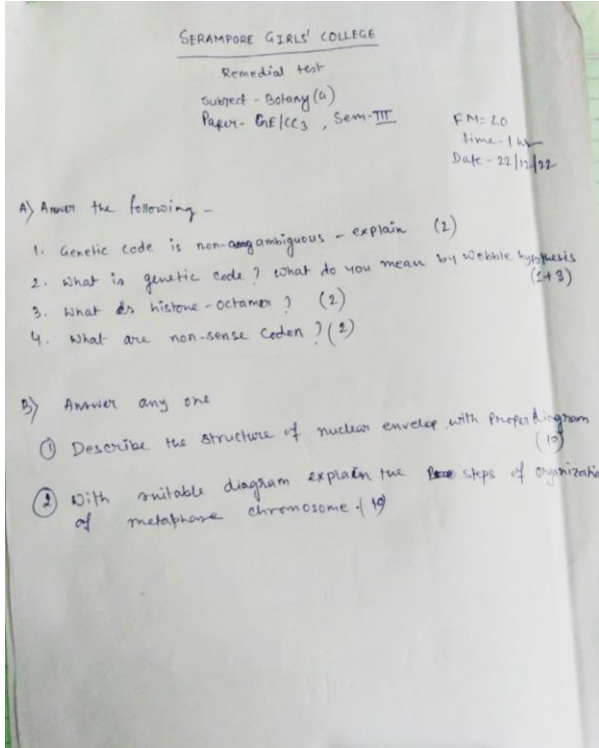 SERAMPORE GIRLS' COLLEGE
Remedial test
Subject - Botany (G)
Paper - GE/CC3, Sem-III
FM = 20
time - 1 hr
Date - 22/12/22
A) Answer the following -
1. Genetic code is non-ambiguous - explain (2)
2. What is genetic code? What do you mean by wobble hypothesis
(1+3)
3. What is histone-octamer? (2)
4. What are non-sense codon? (2)
B) Answer any one
① Describe the structure of nuclear envelop with proper diagram
(10)
② With suitable diagram explain the steps of organization
of metaphase chromosome. (10)